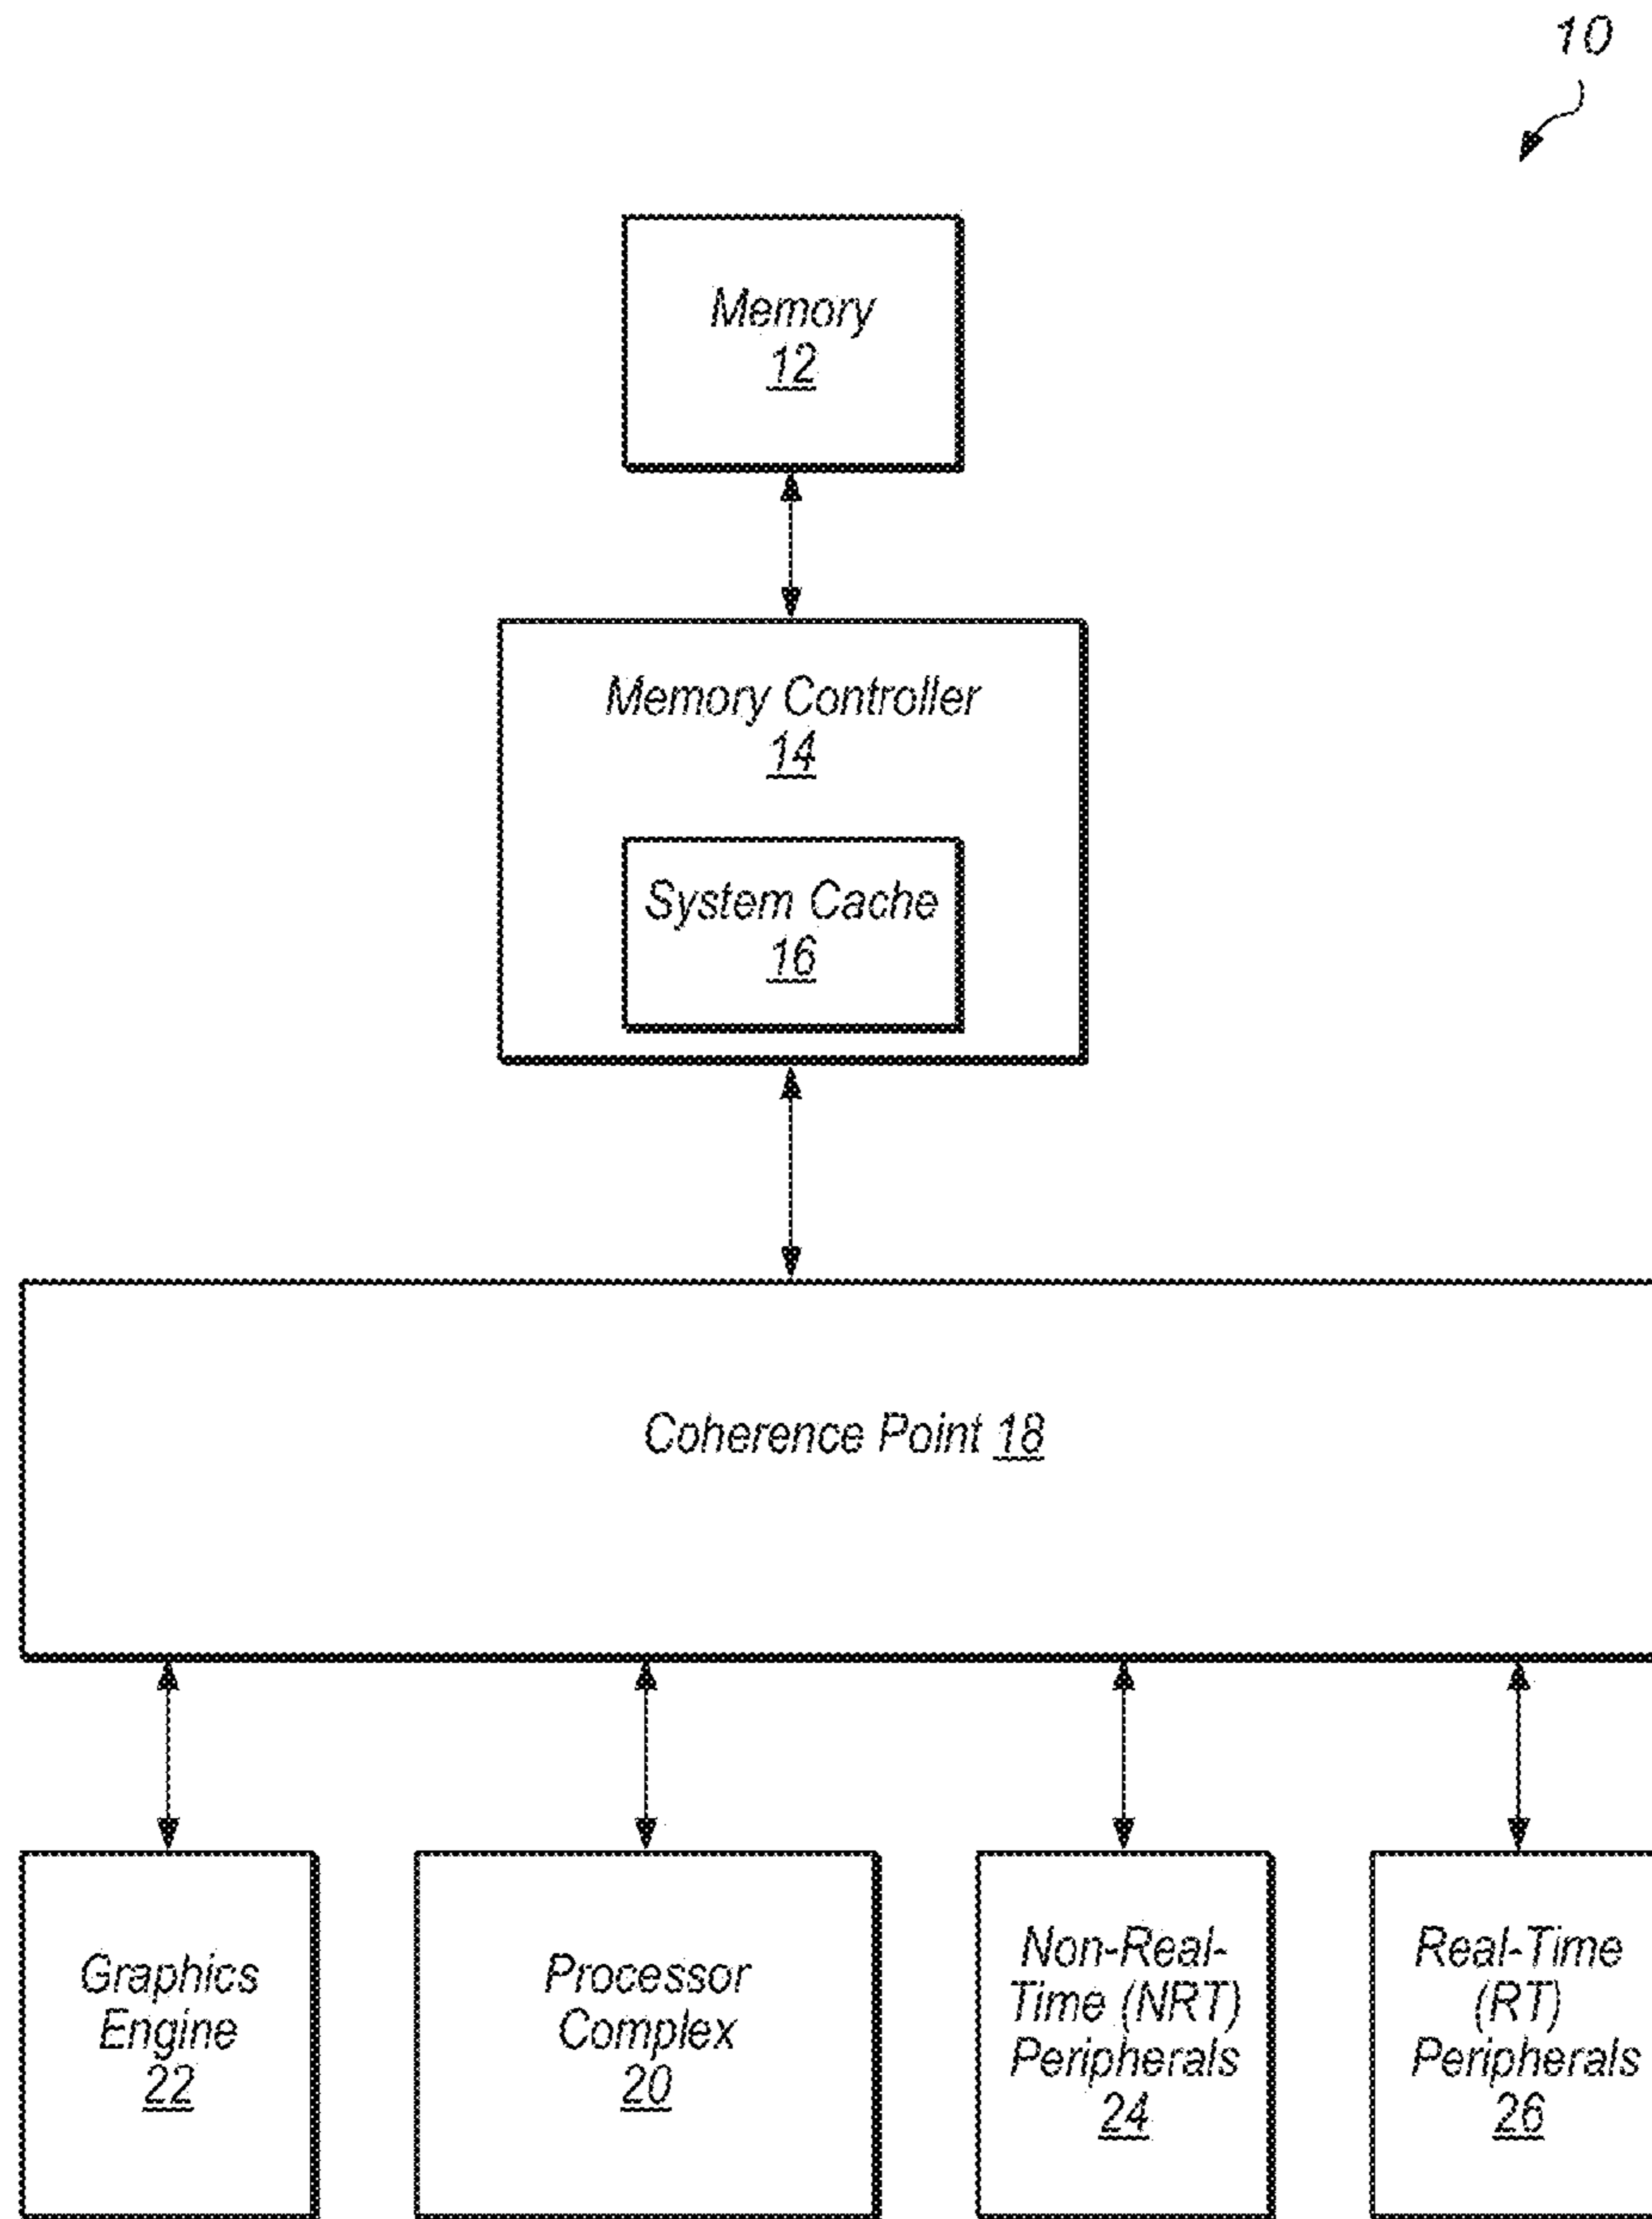 10
Memory
12
Memory Controller
14
System Cache
16
Coherence Point 18
Graphics
Engine
22
Processor
Complex
20
Non-Real-
Time (NRT)
Peripherals
24
Real-Time
(RT)
Peripherals
26